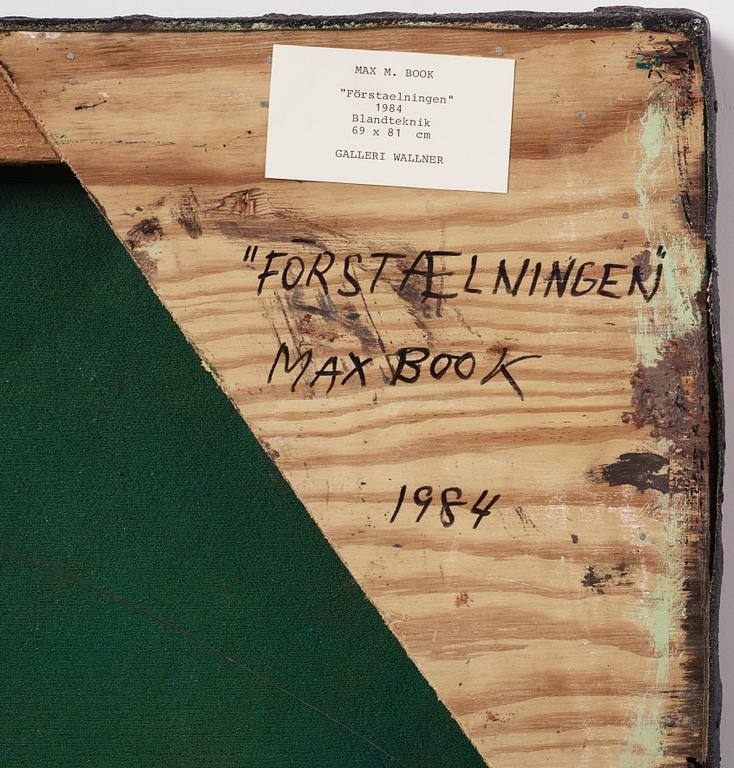 MAX M. BOOK
"Förstaelningen"
1984
Blandteknik
69 x 81 cm
GALLERI WALLNER
"FÖRSTÆLNINGEN"
MAX BOOK
1984